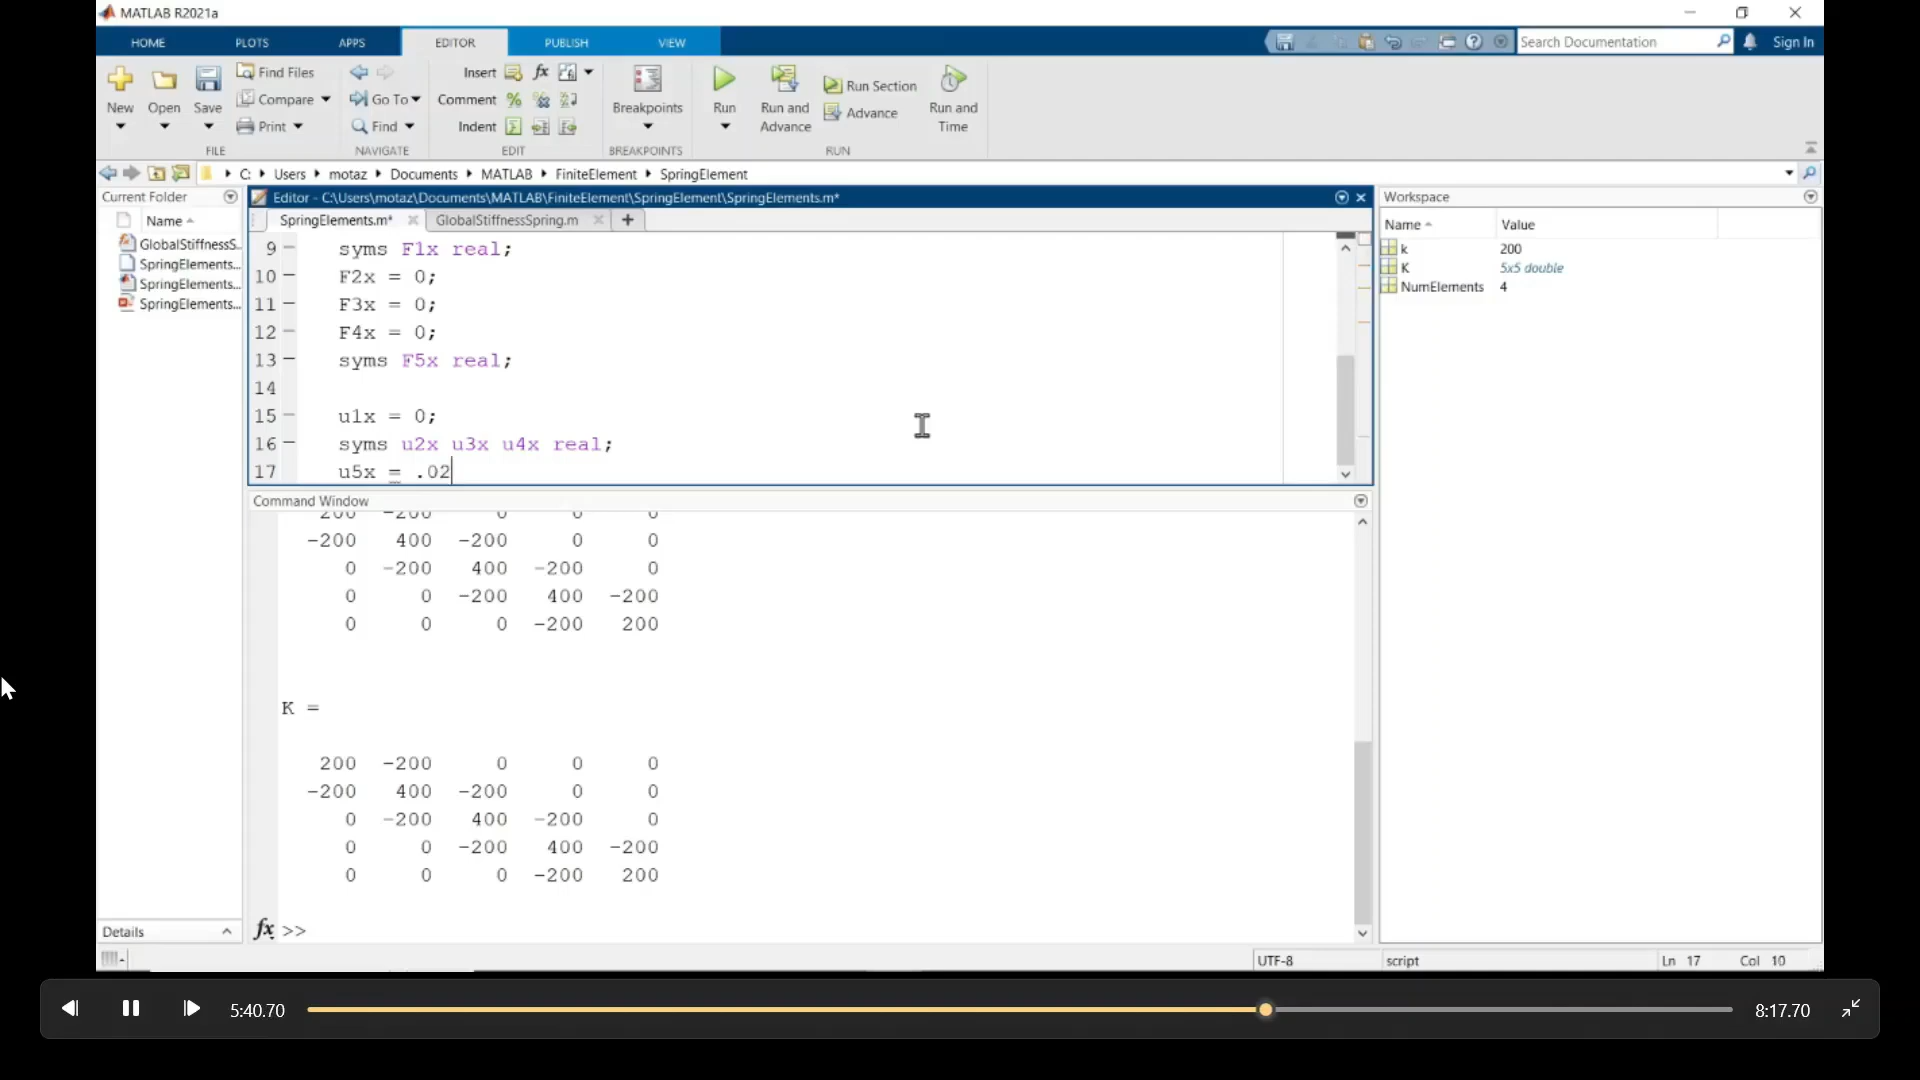 MATLAB R2021a
HOME PLOTS APPS EDITOR PUBLISH VIEW
Search Documentation
Sign In
New Open Save
Find Files
Compare
Print
FILE
Go To
Find
NAVIGATE
Insert
Comment
Indent
EDIT
Breakpoints
BREAKPOINTS
Run
Run and Advance
Run Section
Advance
Run and Time
RUN
C: Users motaz Documents MATLAB FiniteElement SpringElement
Current Folder
Name
GlobalStiffnessS...
SpringElements...
SpringElements...
SpringElements...
Details
Editor - C:\Users\motaz\Documents\MATLAB\FiniteElement\SpringElement\SpringElements.m*
SpringElements.m* GlobalStiffnessSpring.m
9 syms F1x real;
10 F2x = 0;
11 F3x = 0;
12 F4x = 0;
13 syms F5x real;
14
15 u1x = 0;
16 syms u2x u3x u4x real;
17 u5x = .02
Command Window
200 -200 0 0 0
-200 400 -200 0 0
0 -200 400 -200 0
0 0 -200 400 -200
0 0 0 -200 200
K =
200 -200 0 0 0
-200 400 -200 0 0
0 -200 400 -200 0
0 0 -200 400 -200
0 0 0 -200 200
fx >>
Workspace
Name Value
k 200
K 5x5 double
NumElements 4
UTF-8 script Ln 17 Col 10
5:40.70 8:17.70